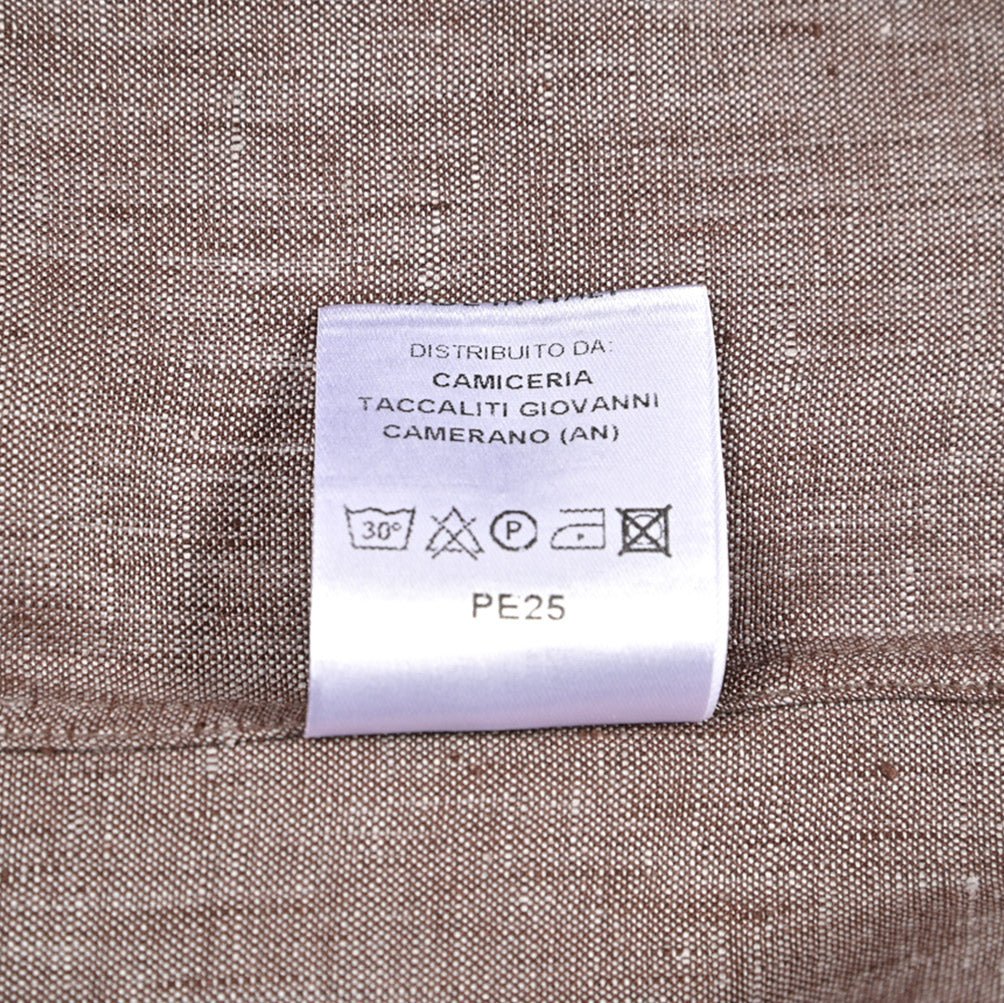 DISTRIBUITO DA:
CAMICERIA
TACCALITI GIOVANNI
CAMERANO (AN)
30° P
PE25